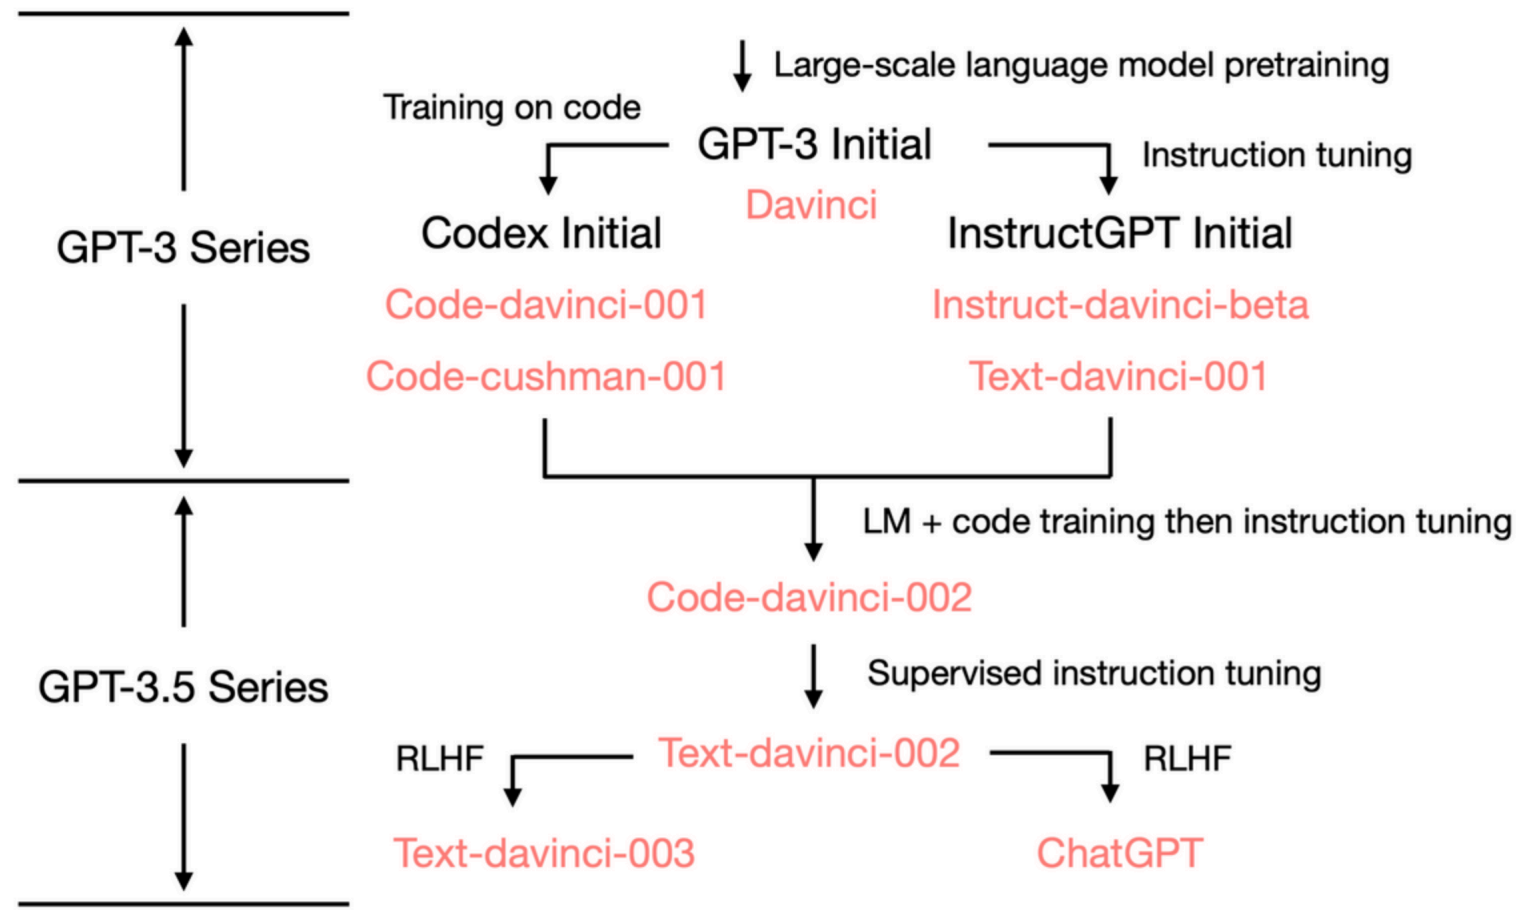 Large-scale language model pretraining
Training on code
GPT-3 Initial
Instruction tuning
Davinci
GPT-3 Series
Codex Initial
InstructGPT Initial
Code-davinci-001
Instruct-davinci-beta
Code-cushman-001
Text-davinci-001
LM + code training then instruction tuning
Code-davinci-002
GPT-3.5 Series
Supervised instruction tuning
RLHF
Text-davinci-002
RLHF
Text-davinci-003
ChatGPT